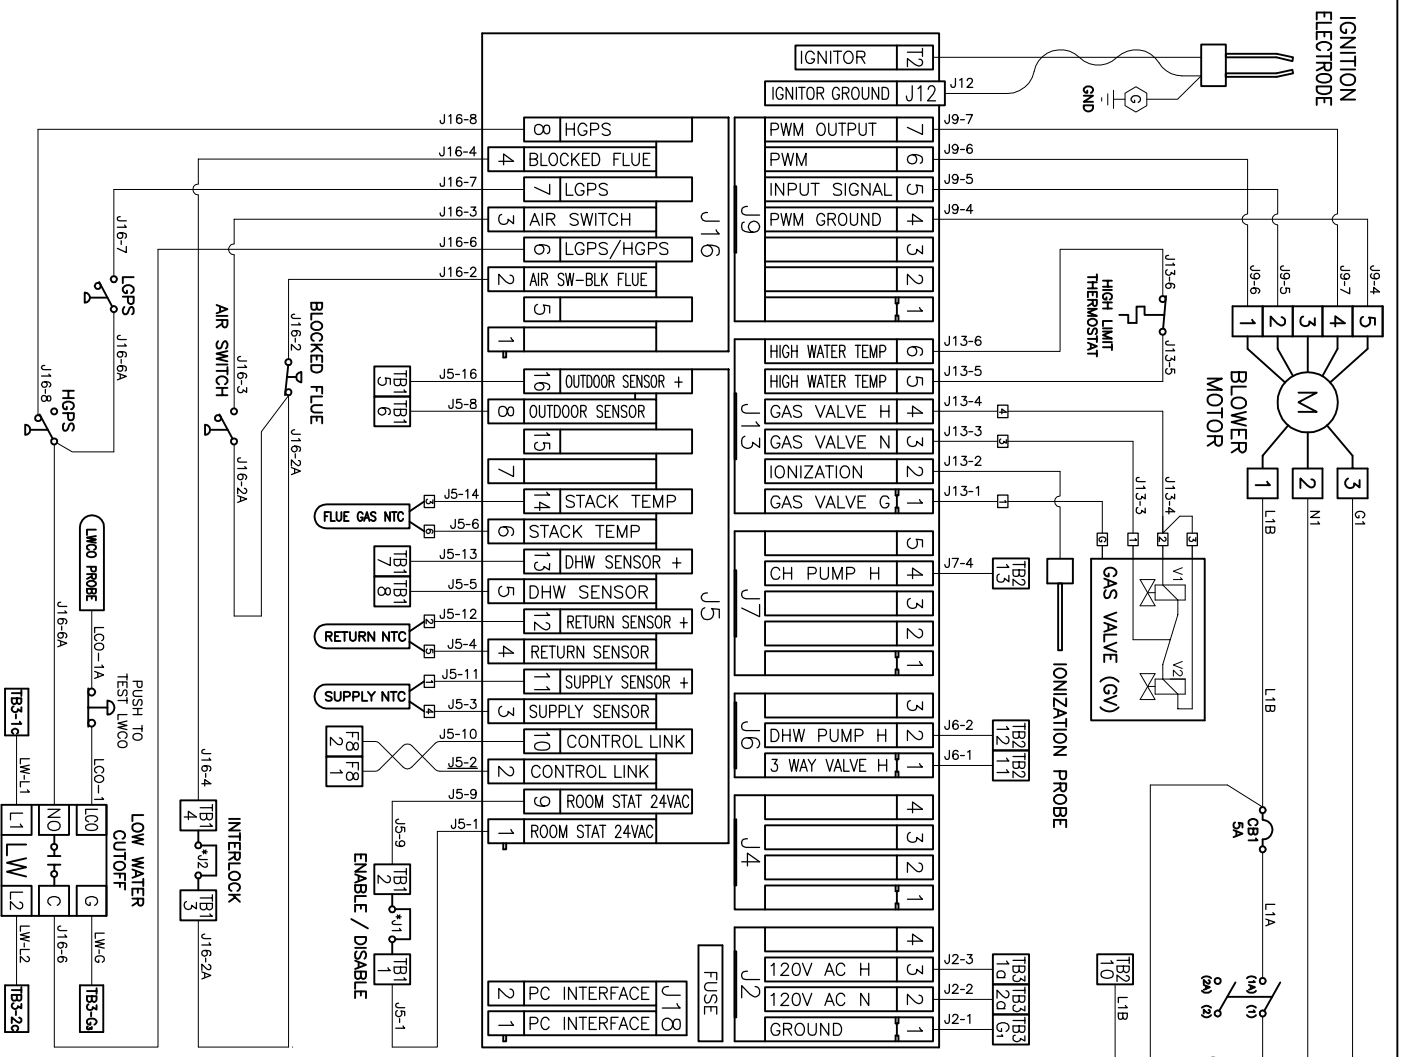 IGNITION
ELECTRODE
GND
G
IGNITOR T2
IGNITOR GROUND J12
J12
J16
J16-8 8 HGPS
J16-4 4 BLOCKED FLUE
J16-7 7 LGPS
J16-3 3 AIR SWITCH
J16-6 6 LGPS/HGPS
J16-2 2 AIR SW-BLK FLUE
5
1
J9
PWM OUTPUT 7 J9-7
PWM 6 J9-6
INPUT SIGNAL 5 J9-5
PWM GROUND 4 J9-4
3
2
1
J13
HIGH WATER TEMP 6 J13-6
HIGH WATER TEMP 5 J13-5
GAS VALVE H 4 J13-4 4
GAS VALVE N 3 J13-3 3
IONIZATION 2 J13-2
GAS VALVE G 1 J13-1 1
J7
5
CH PUMP H 4 J7-4 TB2 13
3
2
1
J6
3
DHW PUMP H 2 J6-2 TB2 12
3 WAY VALVE H 1 J6-1 TB2 11
J4
4
3
2
1
J2
4
120V AC H 3 J2-3 TB3 1a
120V AC N 2 J2-2 TB3 2a
GROUND 1 J2-1 TB3 G1
FUSE
J18
2 PC INTERFACE
1 PC INTERFACE
J5
TB1 5 J5-16 16 OUTDOOR SENSOR +
TB1 6 J5-8 8 OUTDOOR SENSOR
15
7
FLUE GAS NTC
3 J5-14 14 STACK TEMP
6 J5-6 6 STACK TEMP
TB1 7 J5-13 13 DHW SENSOR +
TB1 8 J5-5 5 DHW SENSOR
RETURN NTC
2 J5-12 12 RETURN SENSOR +
5 J5-4 4 RETURN SENSOR
SUPPLY NTC
1 J5-11 11 SUPPLY SENSOR +
4 J5-3 3 SUPPLY SENSOR
F8 2 J5-10 10 CONTROL LINK
F8 1 J5-2 2 CONTROL LINK
J5-9 9 ROOM STAT 24VAC
J5-1 1 ROOM STAT 24VAC
J5-9
TB1 2
*J1
TB1 1
J5-1
ENABLE / DISABLE
J16-7
LGPS
J16-6A
HGPS
J16-8
J16-6A
AIR SWITCH
J16-3
J16-2A
BLOCKED FLUE
J16-2
J16-2A
LWCO PROBE
LCO-1A
PUSH TO
TEST LWCO
LCO-1
LOW WATER
CUTOFF
TB3-1c LW-L1 L1
LW
L2 LW-L2 TB3-2c
NO
C J16-6
LCO
G LW-G TB3-G3
J16-4
TB1 4
*J2
TB1 3
J16-2A
INTERLOCK
J13-6
HIGH LIMIT
THERMOSTAT
J13-5
J9-6
J9-5
J9-7
J9-4
1 2 3 4 5
M
BLOWER
MOTOR
1 2 3
L1B
N1
G1
J13-3
J13-4
G 1 2 3
V1
V2
GAS VALVE (GV)
IONIZATION PROBE
L1B
CB1
5A
L1A
(1A) (1)
(2A) (2)
TB2 10
L1B